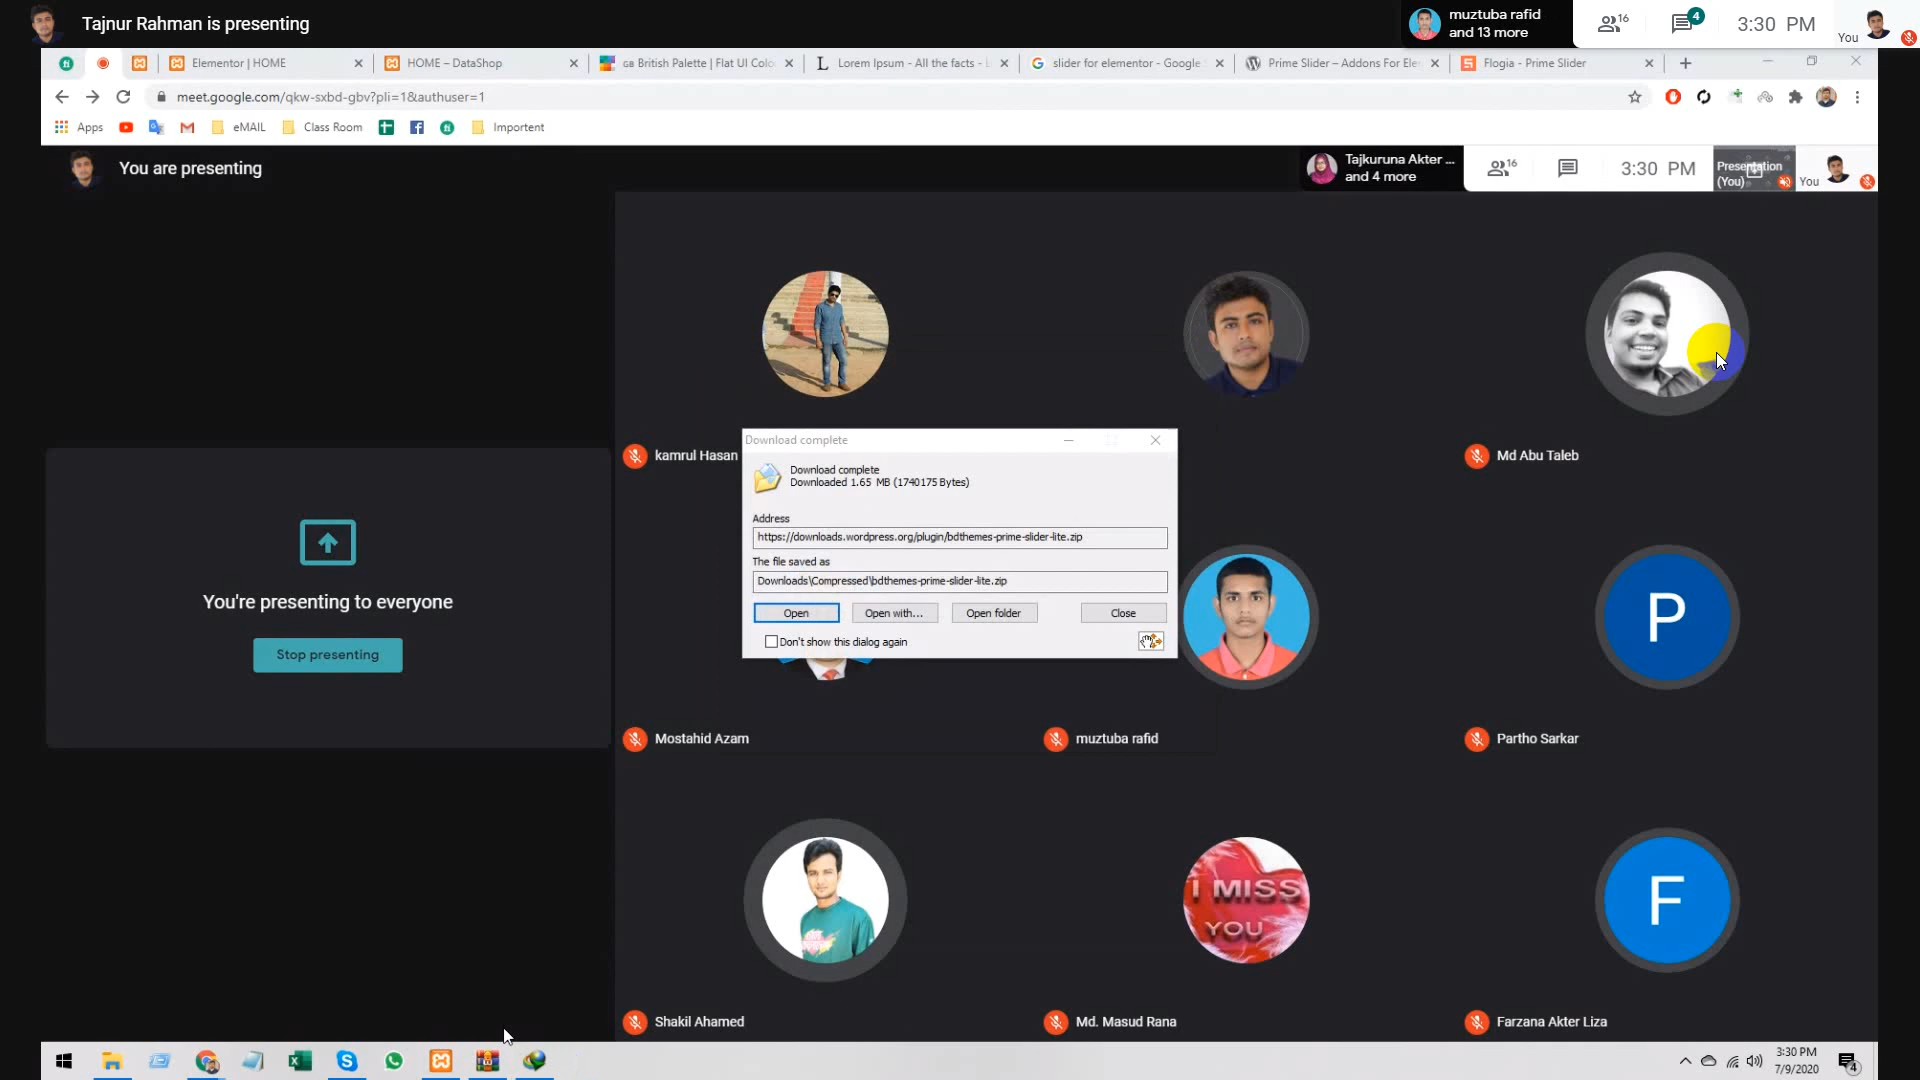 Tajnur Rahman is presenting
muztuba rafid
and 13 more
16
4
3:30 PM
You
Elementor | HOME
HOME – DataShop
GB British Palette | Flat UI Colo
Lorem Ipsum - All the facts -
slider for elementor - Google
Prime Slider – Addons For Ele
Flogia - Prime Slider
meet.google.com/qkw-sxbd-gbv?pli=1&authuser=1
Apps
eMAIL
Class Room
Importent
You are presenting
Tajkuruna Akter ...
and 4 more
16
3:30 PM
Presentation
(You)
You
kamrul Hasan
Md Abu Taleb
Download complete
Download complete
Downloaded 1.65 MB (1740175 Bytes)
Address
https://downloads.wordpress.org/plugin/bdthemes-prime-slider-lite.zip
The file saved as
Downloads\Compressed\bdthemes-prime-slider-lite.zip
Open
Open with...
Open folder
Close
Don't show this dialog again
You're presenting to everyone
Stop presenting
P
Mostahid Azam
muztuba rafid
Partho Sarkar
I MISS
YOU
F
Shakil Ahamed
Md. Masud Rana
Farzana Akter Liza
3:30 PM
7/9/2020
4